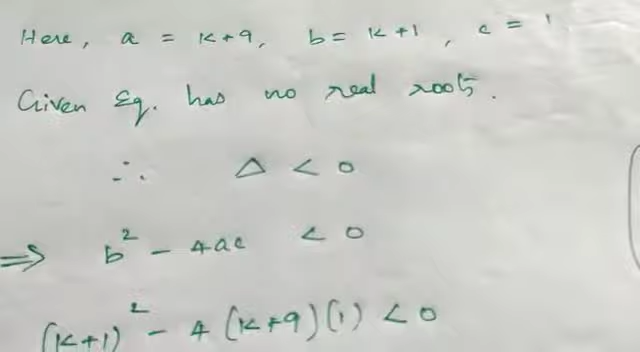 Here, a = k+9, b = k+1, c = 1
Given Eq. has no real roots.
∴ Δ < 0
⇒ b² - 4ac < 0
(k+1)² - 4(k+9)(1) < 0